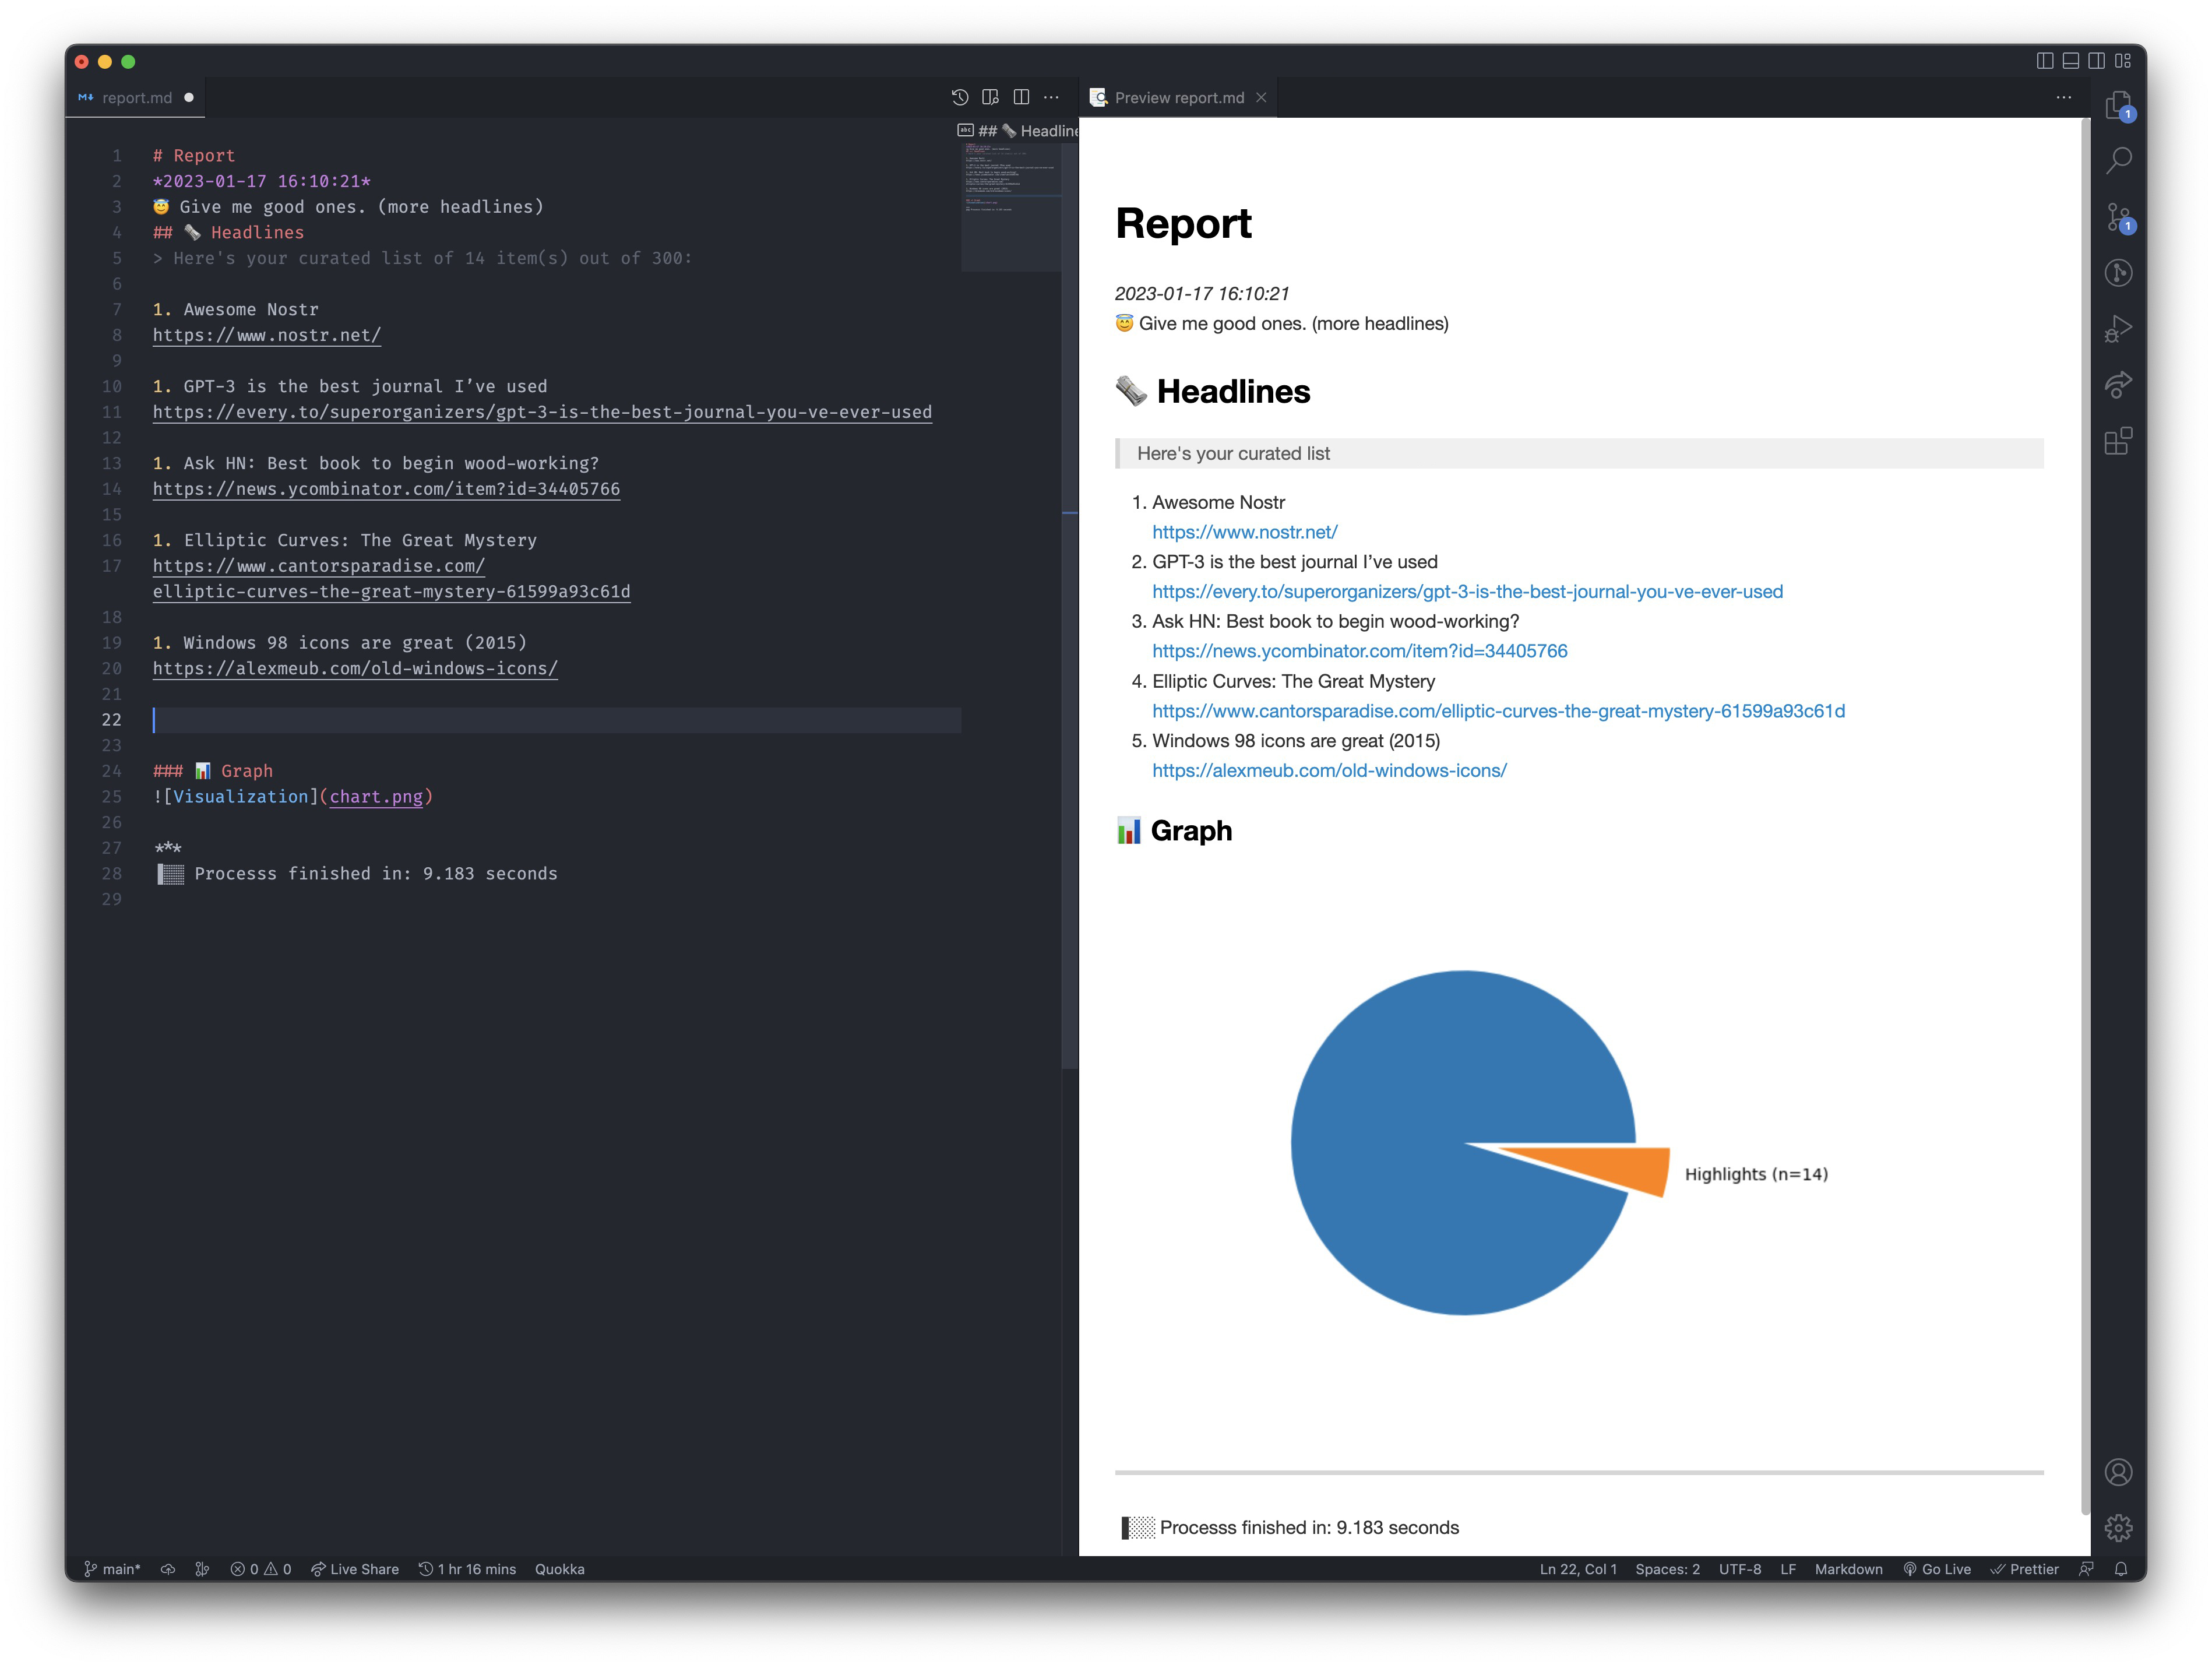 report.md
## 🗞️ Headline
1 # Report
2 *2023-01-17 16:10:21*
3 😇 Give me good ones. (more headlines)
4 ## 🗞️ Headlines
5 > Here's your curated list of 14 item(s) out of 300:
6
7 1. Awesome Nostr
8 https://www.nostr.net/
9
10 1. GPT-3 is the best journal I’ve used
11 https://every.to/superorganizers/gpt-3-is-the-best-journal-you-ve-ever-used
12
13 1. Ask HN: Best book to begin wood-working?
14 https://news.ycombinator.com/item?id=34405766
15
16 1. Elliptic Curves: The Great Mystery
17 https://www.cantorsparadise.com/
elliptic-curves-the-great-mystery-61599a93c61d
18
19 1. Windows 98 icons are great (2015)
20 https://alexmeub.com/old-windows-icons/
21
22
23
24 ### 📊 Graph
25 ![Visualization](chart.png)
26
27 ***
28 ▐▓▒ Processs finished in: 9.183 seconds
29
Preview report.md
Report
2023-01-17 16:10:21
😇 Give me good ones. (more headlines)
🗞️ Headlines
Here's your curated list
1. Awesome Nostr
https://www.nostr.net/
2. GPT-3 is the best journal I’ve used
https://every.to/superorganizers/gpt-3-is-the-best-journal-you-ve-ever-used
3. Ask HN: Best book to begin wood-working?
https://news.ycombinator.com/item?id=34405766
4. Elliptic Curves: The Great Mystery
https://www.cantorsparadise.com/elliptic-curves-the-great-mystery-61599a93c61d
5. Windows 98 icons are great (2015)
https://alexmeub.com/old-windows-icons/
📊 Graph
Highlights (n=14)
▐▓▒ Processs finished in: 9.183 seconds
1
1
main* 0 0 Live Share 1 hr 16 mins Quokka Ln 22, Col 1 Spaces: 2 UTF-8 LF Markdown Go Live Prettier